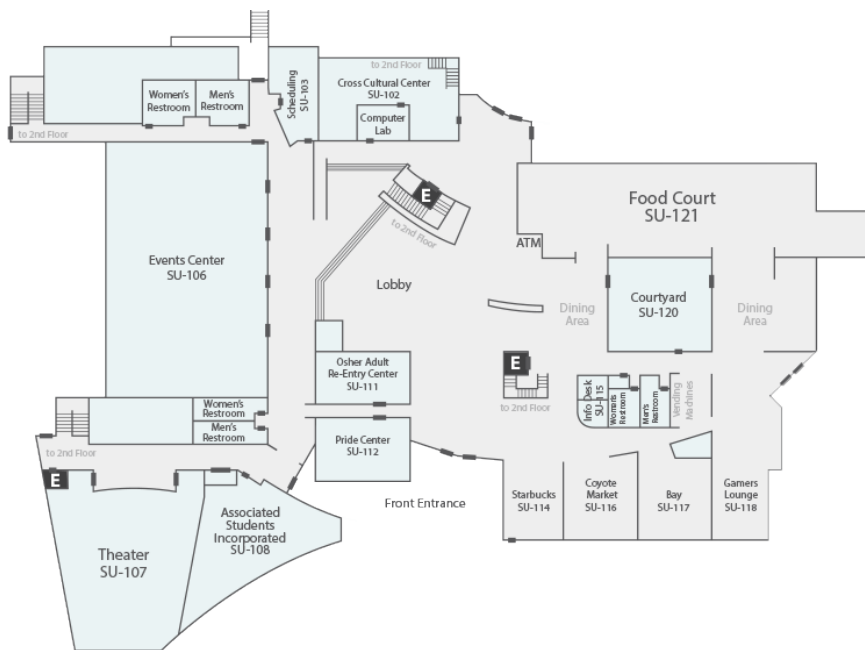 to 2nd Floor
Cross Cultural Center
SU-102
Scheduling
SU-103
Women's
Restroom
Men's
Restroom
Computer
Lab
to 2nd Floor
E
Food Court
SU-121
to 2nd Floor
ATM
Events Center
SU-106
Lobby
Courtyard
SU-120
Dining
Area
Dining
Area
Osher Adult
Re-Entry Center
SU-111
E
Info Desk
SU-115
Women's
Restroom
Men's
Restroom
Vending
Machines
to 2nd Floor
Women's
Restroom
Men's
Restroom
Pride Center
SU-112
to 2nd Floor
E
Front Entrance
Starbucks
SU-114
Coyote
Market
SU-116
Bay
SU-117
Gamers
Lounge
SU-118
Associated
Students
Incorporated
SU-108
Theater
SU-107